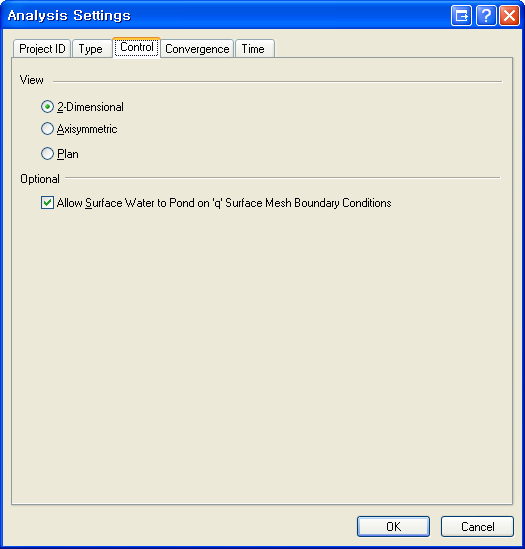 Analysis Settings
Project ID
Type
Control
Convergence
Time
View
2-Dimensional
Axisymmetric
Plan
Optional
Allow Surface Water to Pond on 'q' Surface Mesh Boundary Conditions
OK
Cancel